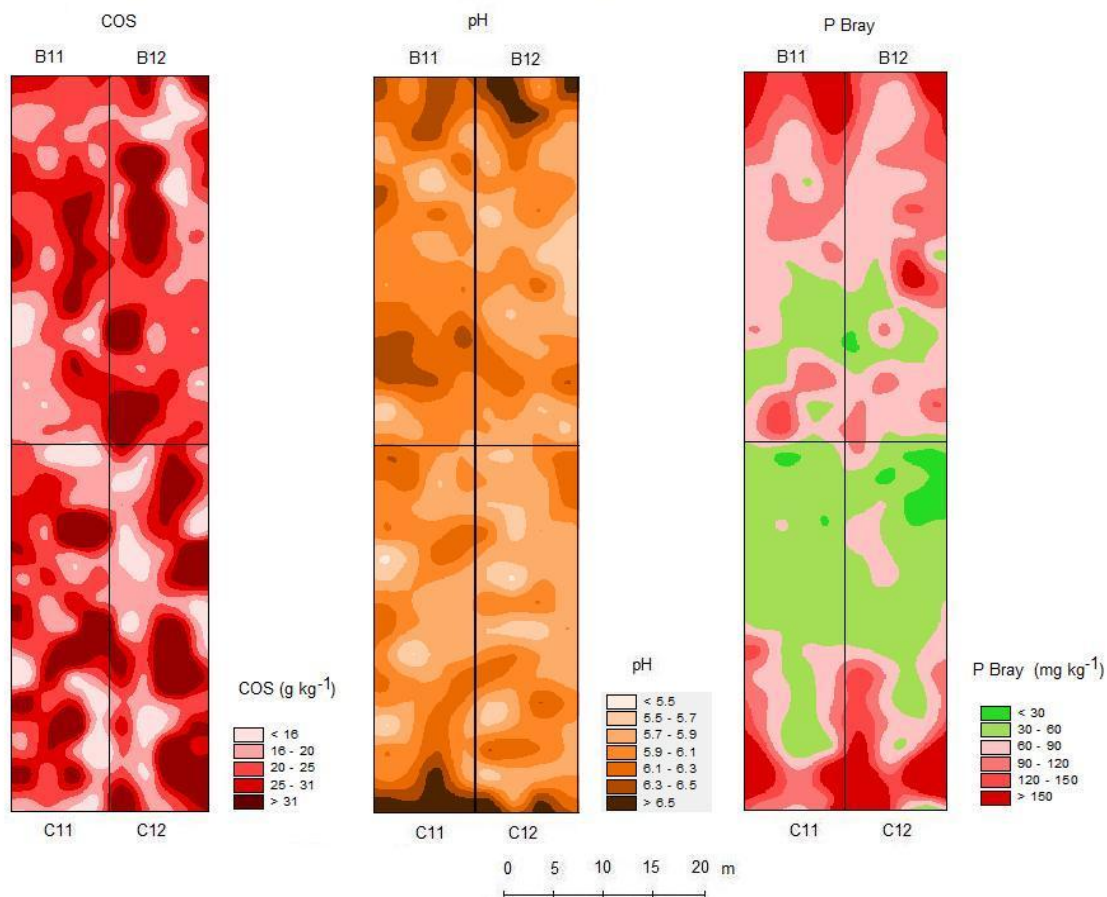 COS
B11 B12
C11 C12
COS (g kg-1)
< 16
16 - 20
20 - 25
25 - 31
> 31
pH
B11 B12
C11 C12
pH
< 5.5
5.5 - 5.7
5.7 - 5.9
5.9 - 6.1
6.1 - 6.3
6.3 - 6.5
> 6.5
P Bray
B11 B12
C11 C12
P Bray (mg kg-1)
< 30
30 - 60
60 - 90
90 - 120
120 - 150
> 150
0 5 10 15 20 m